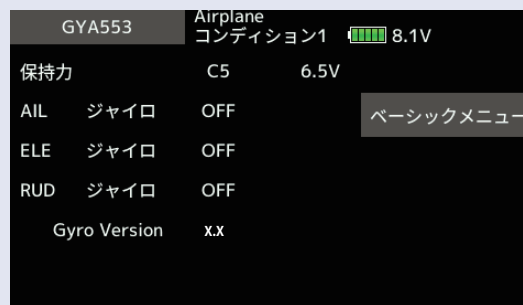 GYA553
Airplane
コンディション1 8.1V
保持力 C5 6.5V
AIL ジャイロ OFF
ベーシックメニュー
ELE ジャイロ OFF
RUD ジャイロ OFF
Gyro Version x.x